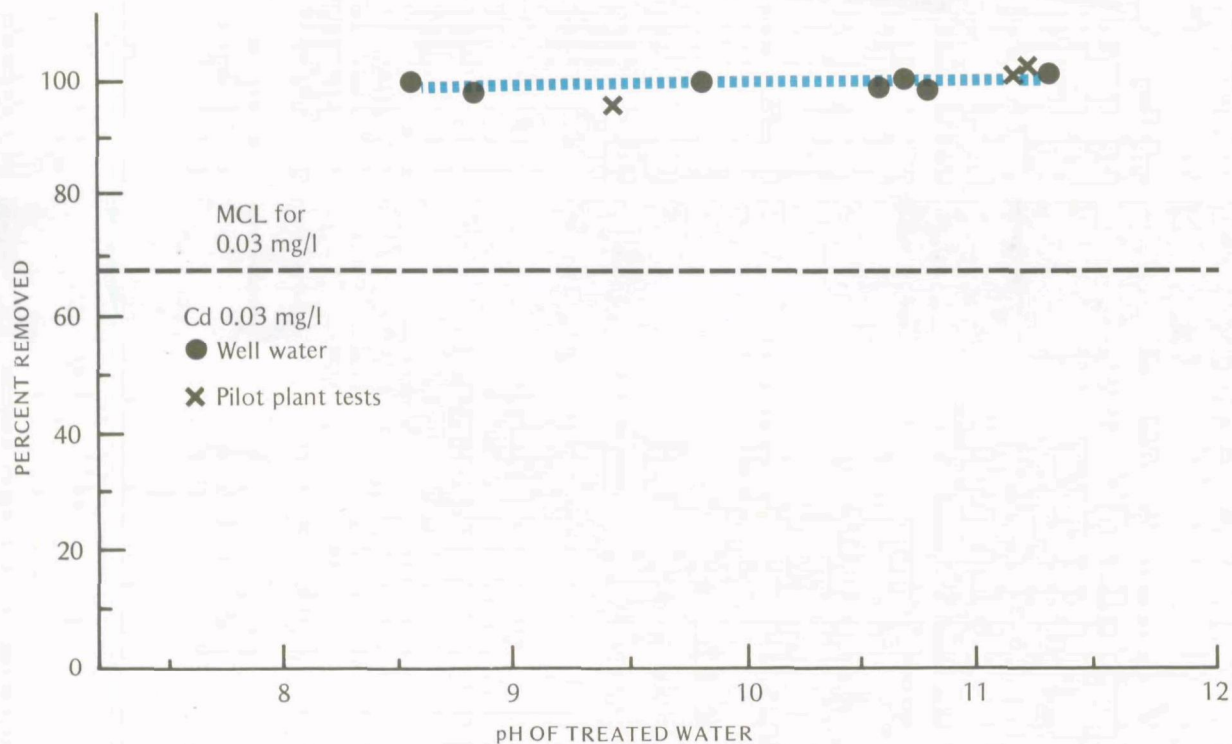 100
80
MCL for
0.03 mg/l
PERCENT REMOVED
60
Cd 0.03 mg/l
Well water
Pilot plant tests
40
20
0
8 9 10 11 12
pH OF TREATED WATER